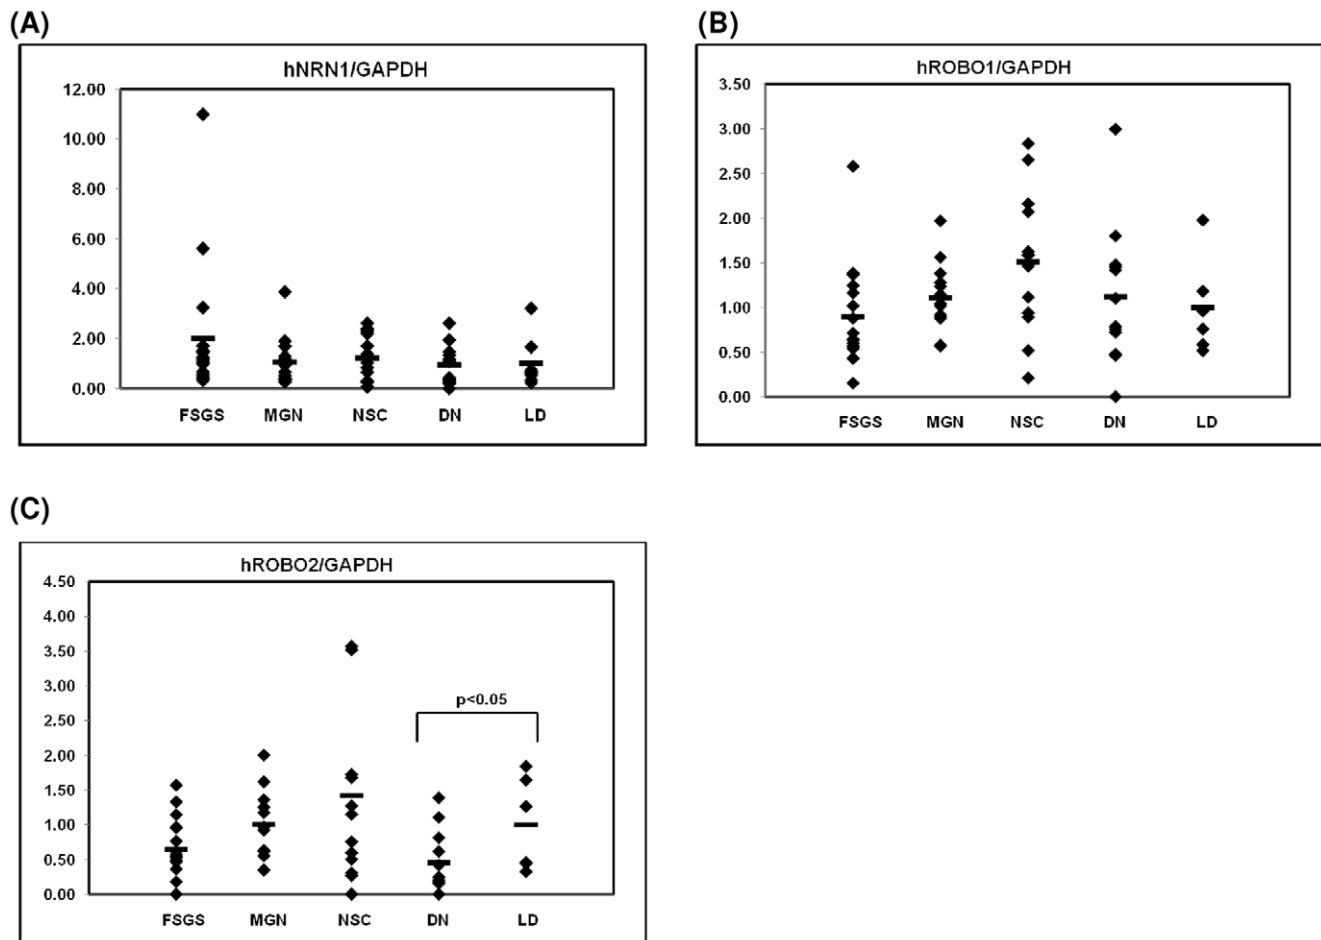 (A)
hNRN1/GAPDH
12.00
10.00
8.00
6.00
4.00
2.00
0.00
FSGS MGN NSC DN LD
(B)
hROBO1/GAPDH
3.50
3.00
2.50
2.00
1.50
1.00
0.50
0.00
FSGS MGN NSC DN LD
(C)
hROBO2/GAPDH
4.50
4.00
3.50
3.00
2.50
2.00
1.50
1.00
0.50
0.00
p<0.05
FSGS MGN NSC DN LD